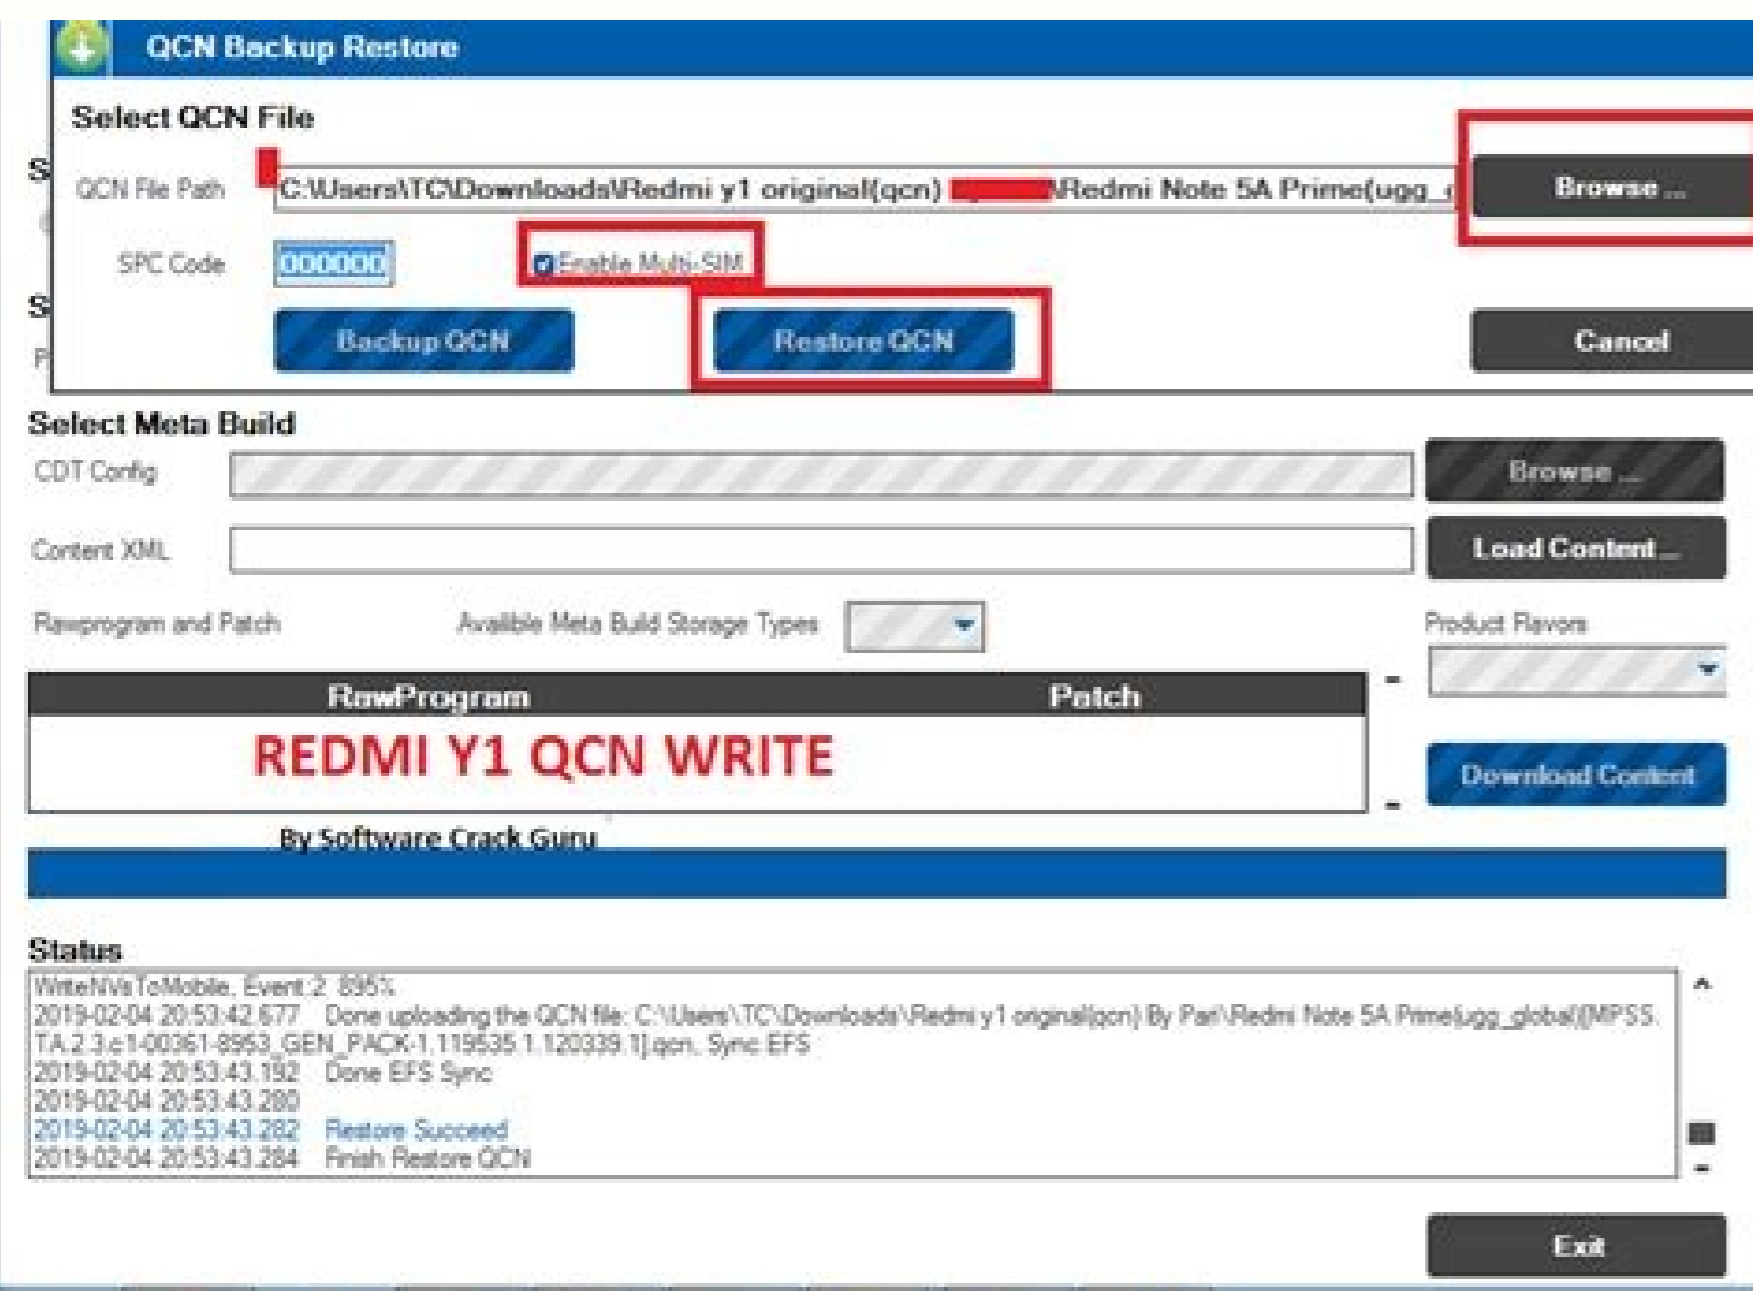 QCN Backup Restore
Select QCN File
QCN File Path
C:\Users\TC\Downloads\Redmi y1 original(qcn)
\Redmi Note 5A Prime(ugg_
Browse ...
SPC Code
000000
Enable Multi-SIM
Backup QCN
Restore QCN
Cancel
Select Meta Build
CDT Config
Browse ...
Content XML
Load Content ...
Rawprogram and Patch
Availble Meta Build Storage Types
Product Flavors
RawProgram
Patch
REDMI Y1 QCN WRITE
Download Content
By Software Crack Guru
Status
WriteNVsToMobile, Event:2 895%
2019-02-04 20:53:42.677 Done uploading the QCN file: C:\Users\TC\Downloads\Redmi y1 original(qcn) By Pari\Redmi Note 5A Prime(ugg_global)[MPSS.
TA.2.3.c1-00361-8953_GEN_PACK-1.119535.1.120339.1].qcn, Sync EFS
2019-02-04 20:53:43.192 Done EFS Sync
2019-02-04 20:53:43.280
2019-02-04 20:53:43.282 Restore Succeed
2019-02-04 20:53:43.284 Finish Restore QCN
Exit